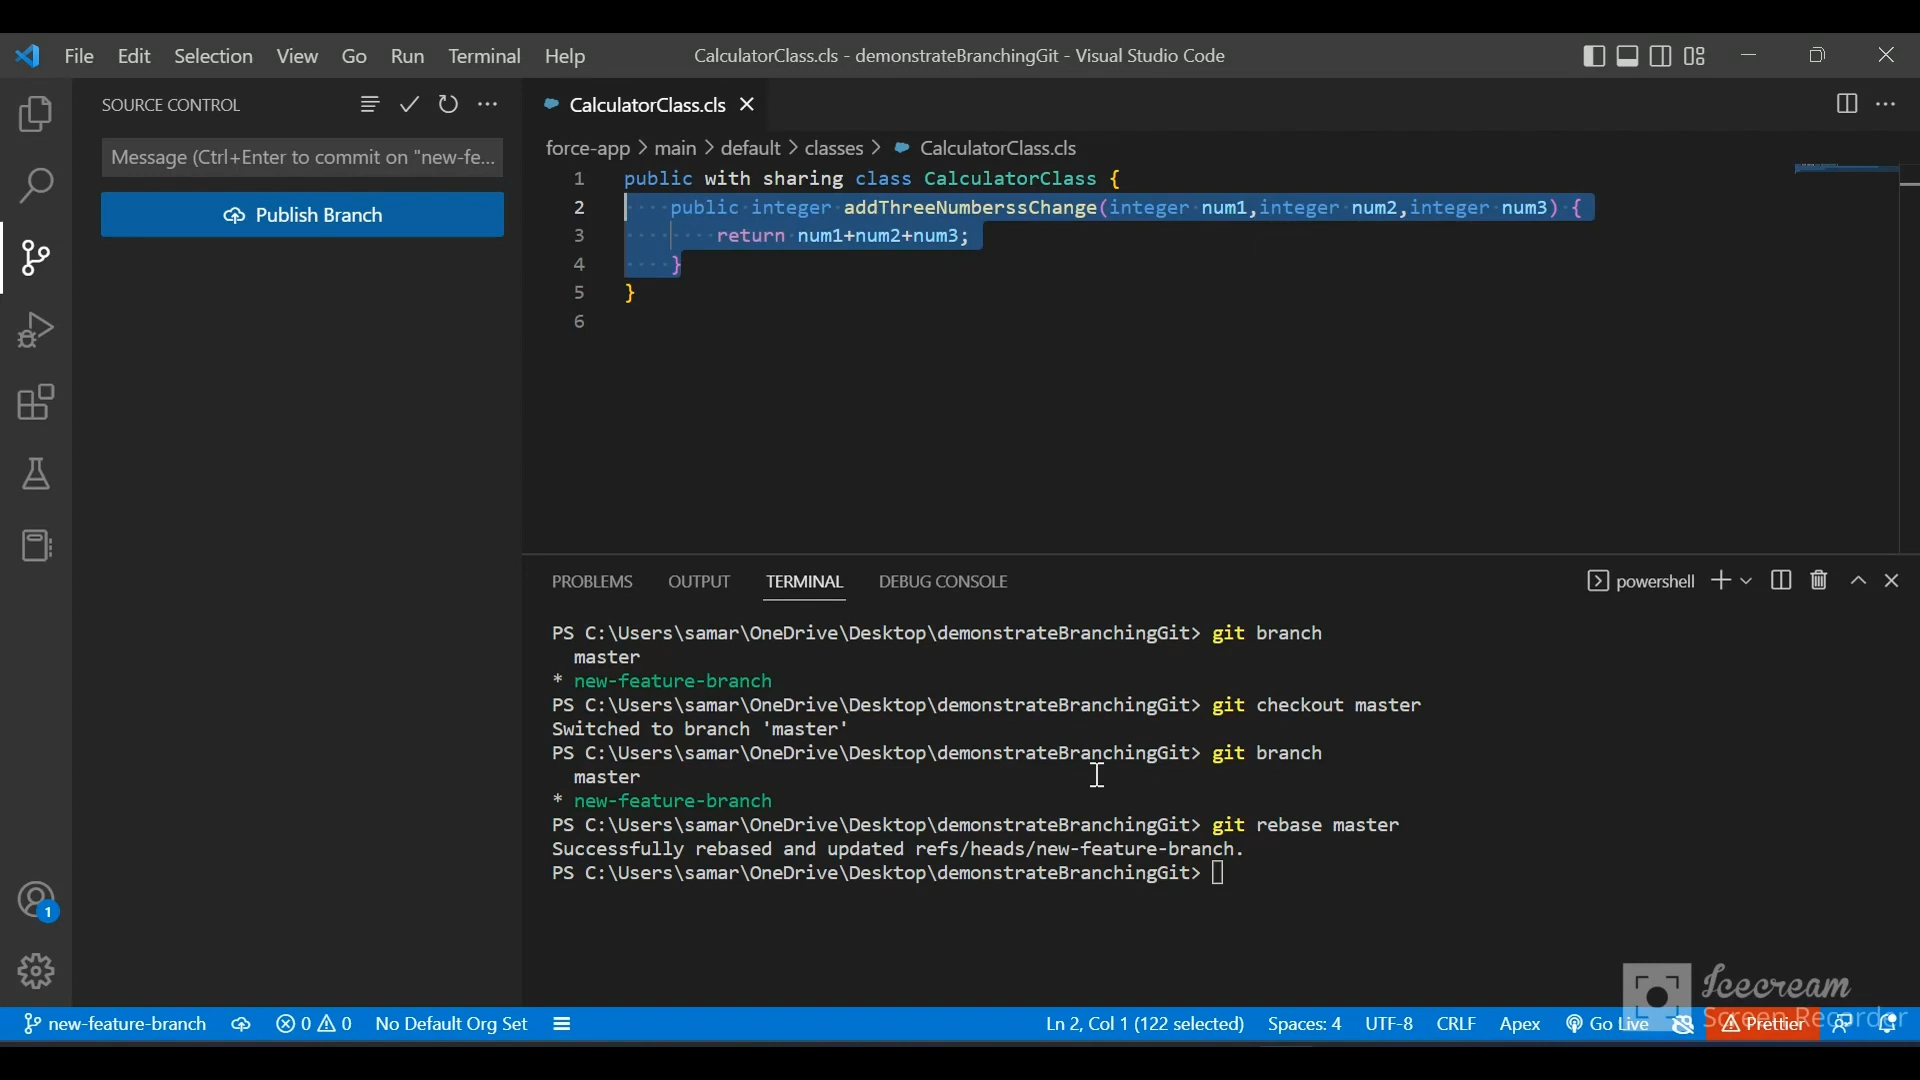 File Edit Selection View Go Run Terminal Help
CalculatorClass.cls - demonstrateBranchingGit - Visual Studio Code
SOURCE CONTROL
Message (Ctrl+Enter to commit on "new-fe...
Publish Branch
CalculatorClass.cls
force-app > main > default > classes > CalculatorClass.cls
1 public with sharing class CalculatorClass {
2 public integer addThreeNumberssChange(integer num1,integer num2,integer num3) {
3 return num1+num2+num3;
4 }
5 }
6
PROBLEMS OUTPUT TERMINAL DEBUG CONSOLE
powershell
PS C:\Users\samar\OneDrive\Desktop\demonstrateBranchingGit> git branch
master
* new-feature-branch
PS C:\Users\samar\OneDrive\Desktop\demonstrateBranchingGit> git checkout master
Switched to branch 'master'
PS C:\Users\samar\OneDrive\Desktop\demonstrateBranchingGit> git branch
master
* new-feature-branch
PS C:\Users\samar\OneDrive\Desktop\demonstrateBranchingGit> git rebase master
Successfully rebased and updated refs/heads/new-feature-branch.
PS C:\Users\samar\OneDrive\Desktop\demonstrateBranchingGit>
1
Icecream
Screen Recorder
new-feature-branch 0 0 No Default Org Set Ln 2, Col 1 (122 selected) Spaces: 4 UTF-8 CRLF Apex Go Live Prettier